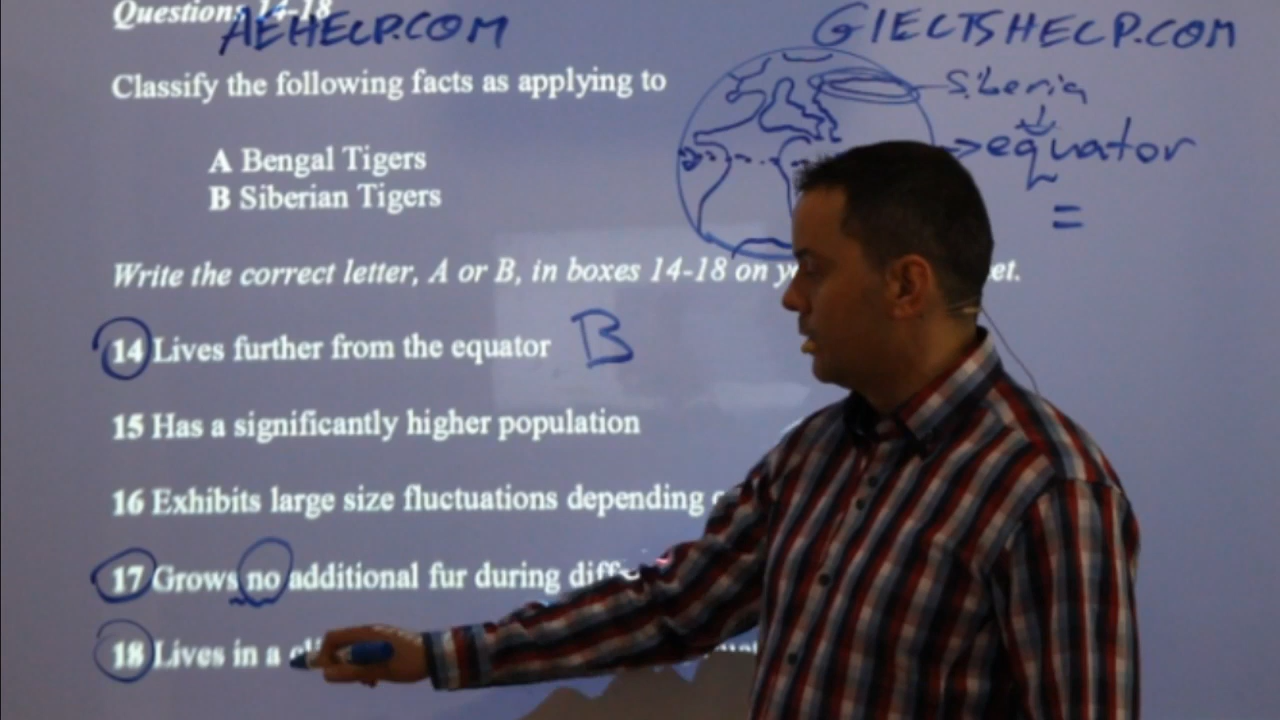 Questions 14-18
AEHELP.COM
GIELTSHELP.COM
Classify the following facts as applying to
Siberia
equator
=
A Bengal Tigers
B Siberian Tigers
Write the correct letter, A or B, in boxes 14-18 on
14 Lives further from the equator B
15 Has a significantly higher population
16 Exhibits large size fluctuations depending
17 Grows no additional fur during
18 Lives in a